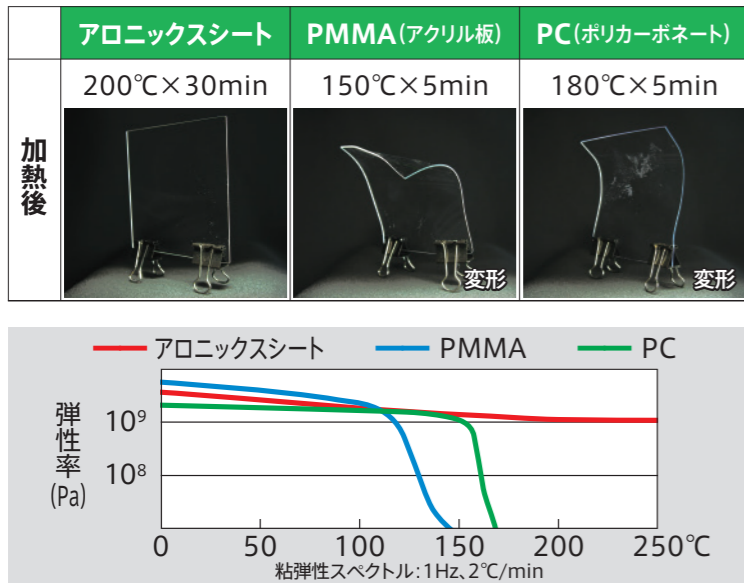 アロニックスシート PMMA(アクリル板) PC(ポリカーボネート)
200℃×30min 150℃×5min 180℃×5min
加熱後
変形 変形
アロニックスシート PMMA PC
弾性率
(Pa)
10⁹
10⁸
0 50 100 150 200 250℃
粘弾性スペクトル:1Hz、2℃/min